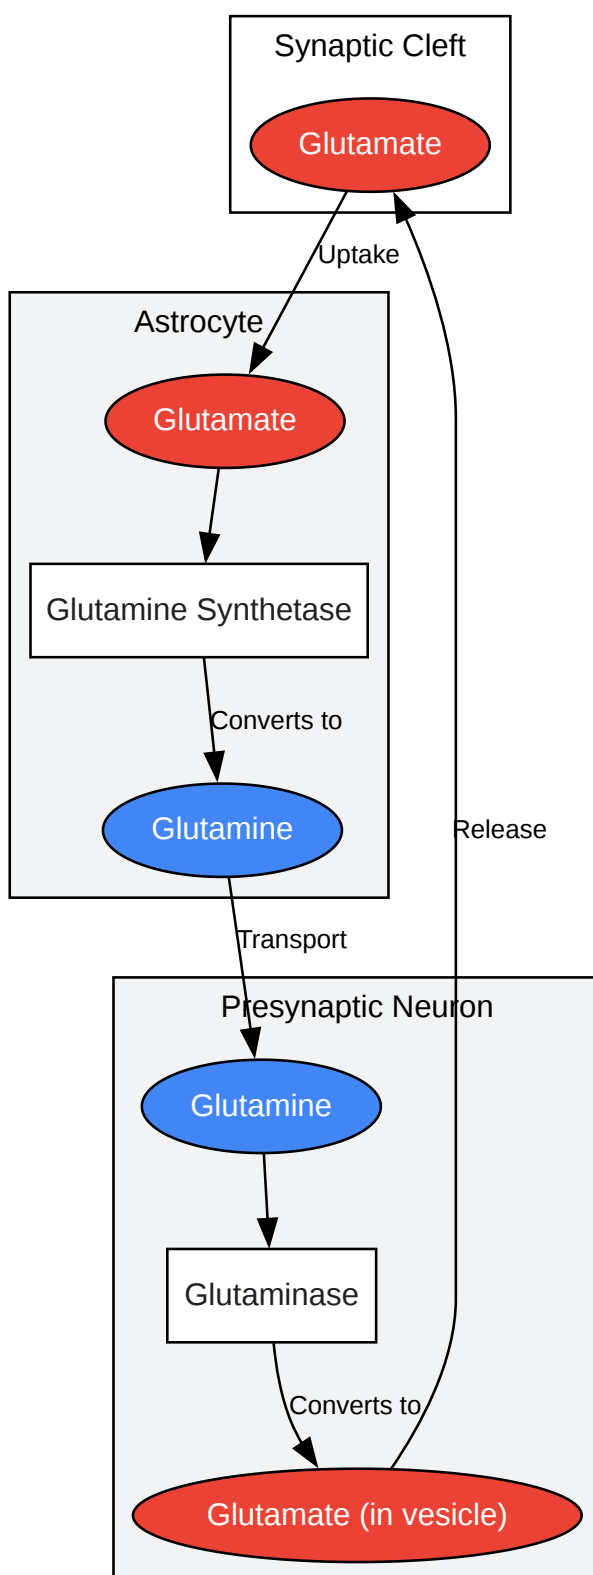 Synaptic Cleft
Glutamate
Uptake
Astrocyte
Glutamate
Glutamine Synthetase
Converts to
Glutamine
Release
Transport
Presynaptic Neuron
Glutamine
Glutaminase
Converts to
Glutamate (in vesicle)